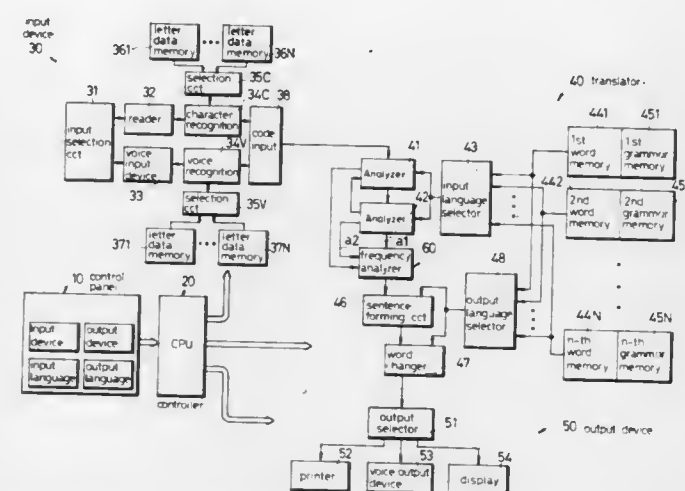 input
device
30
361
letter
data
memory
letter
data
memory
36N
selection
cct
35C
34C
38
31
32
input
selection
cct
reader
character
recognition
code
input
34V
voice
input
device
voice
recognition
33
selection
cct
35V
371
letter
data
memory
letter
data
memory
37N
10
control
panel
20
input
device
output
device
input
language
output
language
CPU
controller
40 translator
41
43
441
451
Analyzer
input
language
selector
1st
word
memory
1st
grammur
memory
42
Analyzer
442
45
2nd
word
memory
2nd
grammur
memory
a2
a1
60
frequency
analyzer
48
46
sentence
forming cct
output
language
selector
44N
45N
n-th
word
memory
n-th
grammur
memory
word
changer
47
output
selector
51
50 output device
52
53
54
printer
voice output
device
display